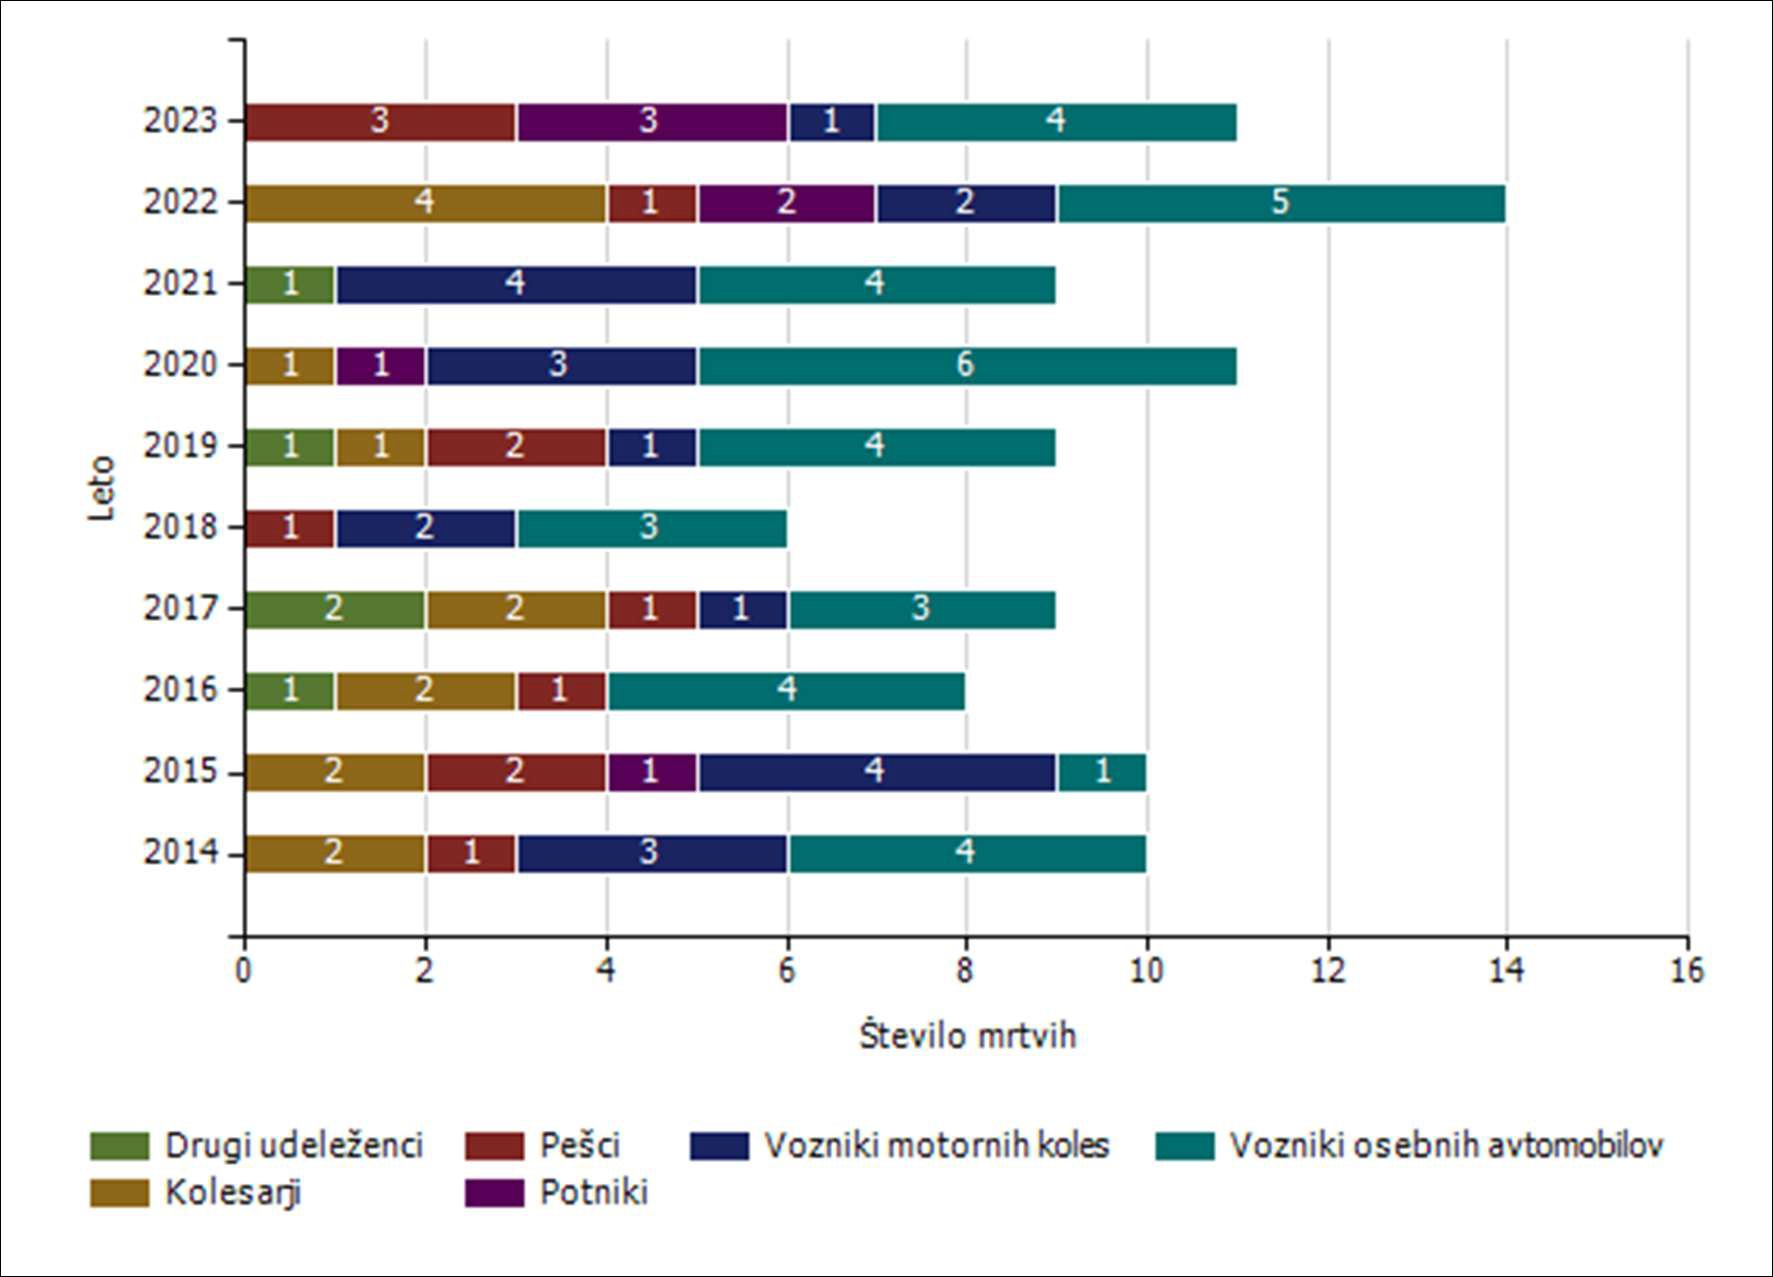 2023 3 3 1 4
2022 4 1 2 2 5
2021 1 4 4
2020 1 1 3 6
2019 1 1 2 1 4
2018 1 2 3
2017 2 2 1 1 3
2016 1 2 1 4
2015 2 2 1 4 1
2014 2 1 3 4
Leto
0 2 4 6 8 10 12 14 16
Število mrtvih
Drugi udeleženci Pešci Vozniki motornih koles Vozniki osebnih avtomobilov
Kolesarji Potniki